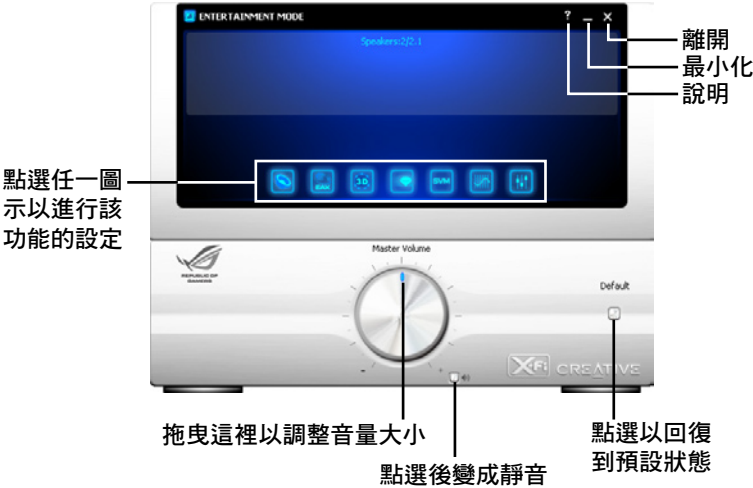 ENTERTAINMENT MODE
? _ X
Speakers:2/2.1
離開
最小化
說明
點選任一圖
示以進行該
功能的設定
EAX 3D SVM
REPUBLIC OF
GAMERS
Master Volume
Default
- +
X-Fi CREATIVE
拖曳這裡以調整音量大小
點選後變成靜音
點選以回復
到預設狀態